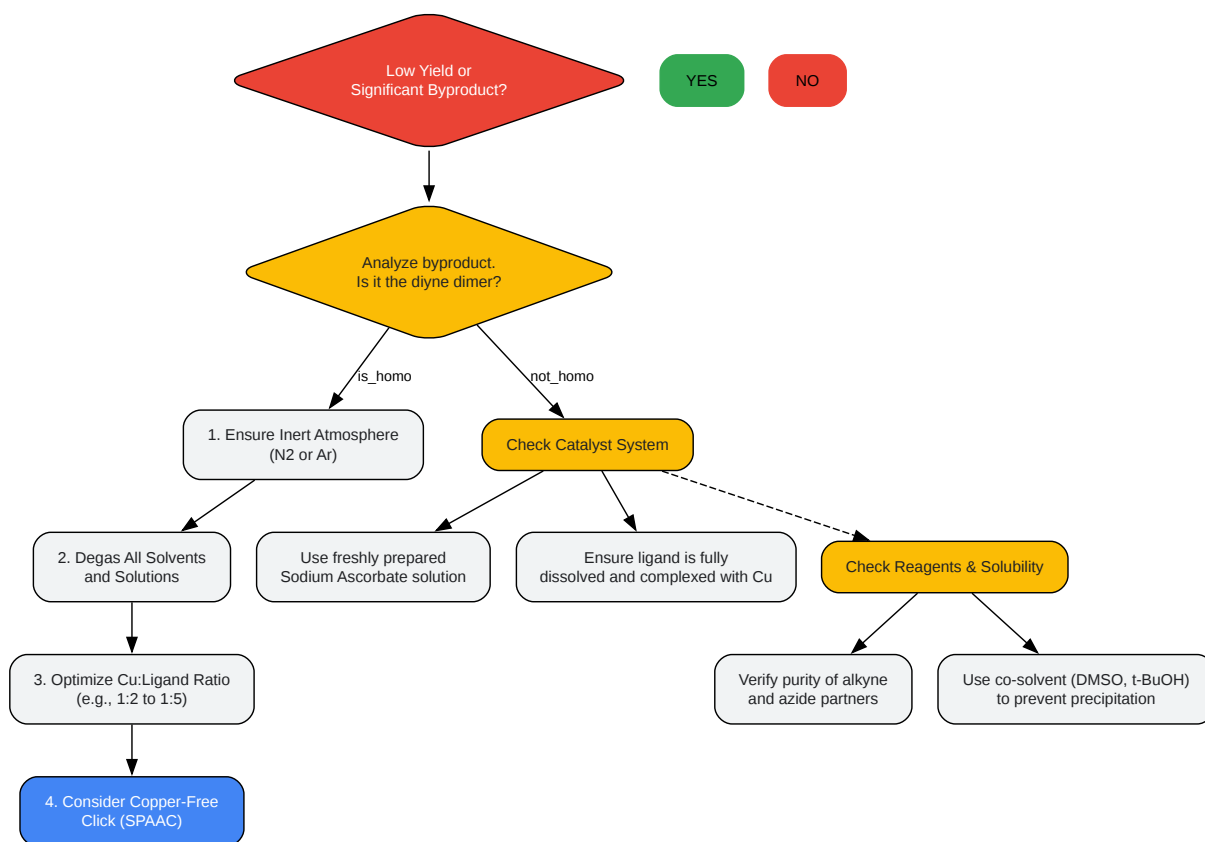 Low Yield or
Significant Byproduct?
YES
NO
Analyze byproduct.
Is it the diyne dimer?
is_homo
not_homo
1. Ensure Inert Atmosphere
(N2 or Ar)
Check Catalyst System
2. Degas All Solvents
and Solutions
Use freshly prepared
Sodium Ascorbate solution
Ensure ligand is fully
dissolved and complexed with Cu
Check Reagents & Solubility
3. Optimize Cu:Ligand Ratio
(e.g., 1:2 to 1:5)
Verify purity of alkyne
and azide partners
Use co-solvent (DMSO, t-BuOH)
to prevent precipitation
4. Consider Copper-Free
Click (SPAAC)